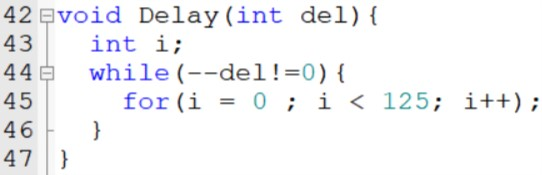 42 void Delay(int del){
43 int i;
44 while(--del!=0){
45 for(i = 0 ; i < 125; i++);
46 }
47 }